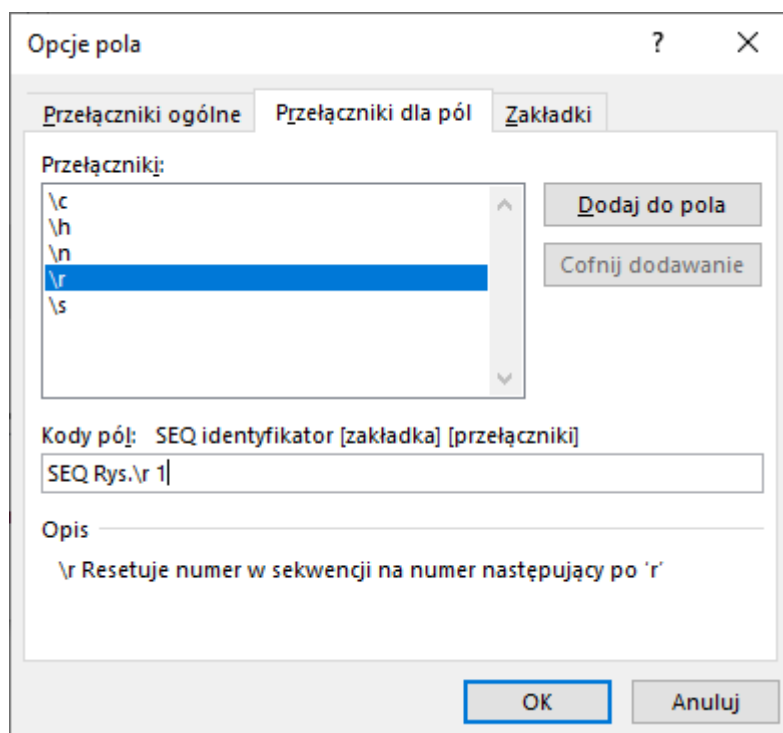 Opcje pola ? ×
Przełączniki ogólne Przełączniki dla pól Zakładki
Przełączniki:
\c
\h
\n
\r
\s
Dodaj do pola
Cofnij dodawanie
Kody pól: SEQ identyfikator [zakładka] [przełączniki]
SEQ Rys.\r 1
Opis
\r Resetuje numer w sekwencji na numer następujący po ‘r’
OK Anuluj